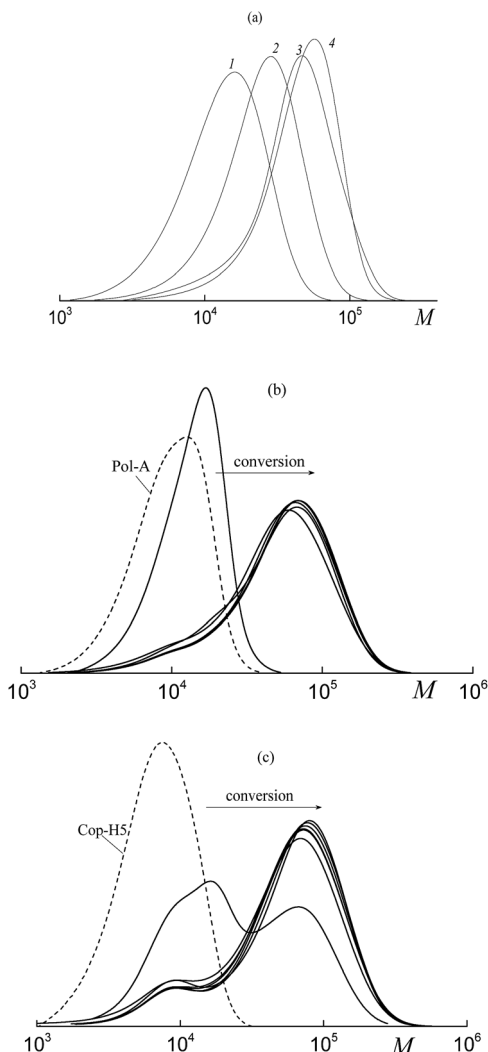 (a)
1 2 3 4
10³ 10⁴ 10⁵ M
(b)
Pol-A conversion
10³ 10⁴ 10⁵ M 10⁶
(c)
conversion
Cop-H5
10³ 10⁴ 10⁵ M 10⁶